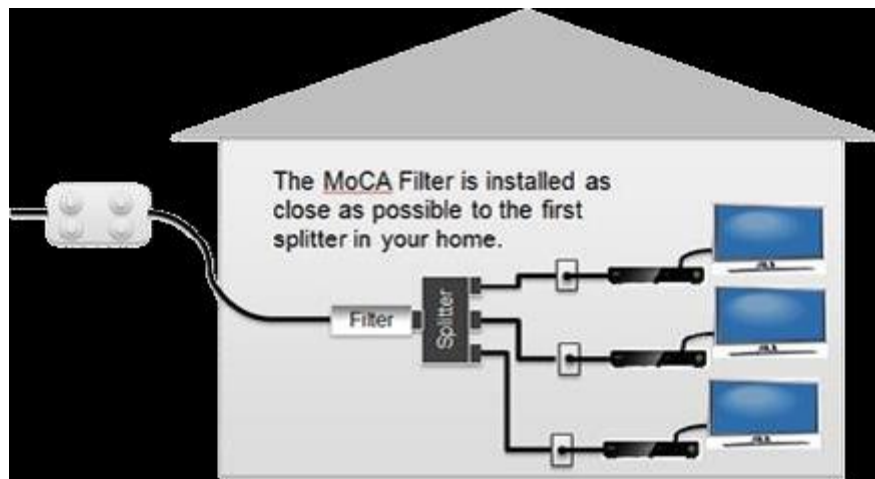 The MoCA Filter is installed as
close as possible to the first
splitter in your home.
Filter
Splitter